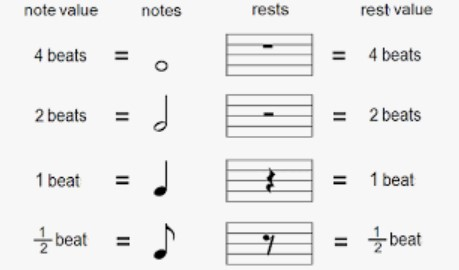 note value notes rests rest value
4 beats = = 4 beats
2 beats = = 2 beats
1 beat = = 1 beat
1/2 beat = = 1/2 beat